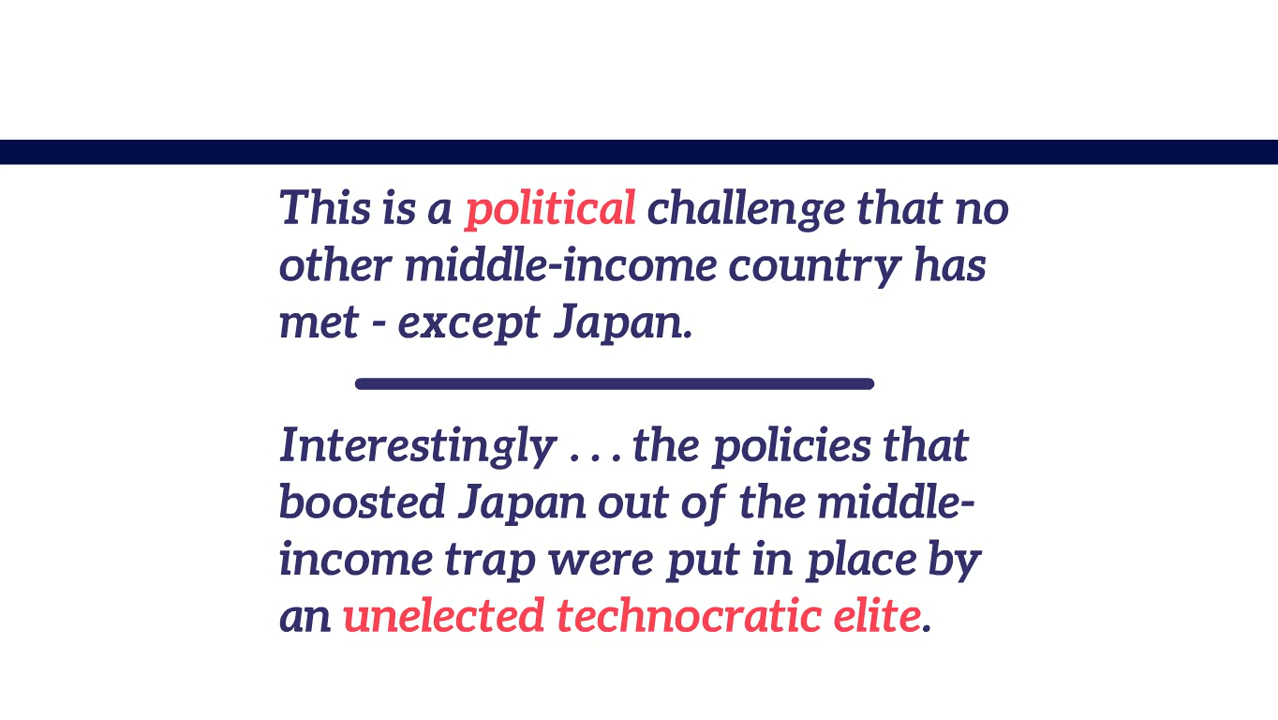 This is a political challenge that no
other middle-income country has
met - except Japan.
Interestingly . . . the policies that
boosted Japan out of the middle-
income trap were put in place by
an unelected technocratic elite.